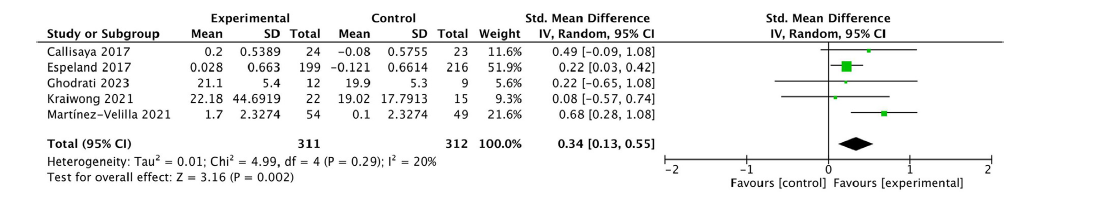 Experimental Control Std. Mean Difference Std. Mean Difference
Study or Subgroup Mean SD Total Mean SD Total Weight IV, Random, 95% CI IV, Random, 95% CI
Callisaya 2017 0.2 0.5389 24 −0.08 0.5755 23 11.6% 0.49 [−0.09, 1.08]
Espeland 2017 0.028 0.663 199 −0.121 0.6614 216 51.9% 0.22 [0.03, 0.42]
Ghodrati 2023 21.1 5.4 12 19.9 5.3 9 5.6% 0.22 [−0.65, 1.08]
Kraiwong 2021 22.18 44.6919 22 19.02 17.7913 15 9.3% 0.08 [−0.57, 0.74]
Martínez-Velilla 2021 1.7 2.3274 54 0.1 2.3274 49 21.6% 0.68 [0.28, 1.08]
Total (95% CI) 311 312 100.0% 0.34 [0.13, 0.55]
Heterogeneity: Tau² = 0.01; Chi² = 4.99, df = 4 (P = 0.29); I² = 20%
Test for overall effect: Z = 3.16 (P = 0.002)
−2 −1 0 1 2
Favours [control] Favours [experimental]